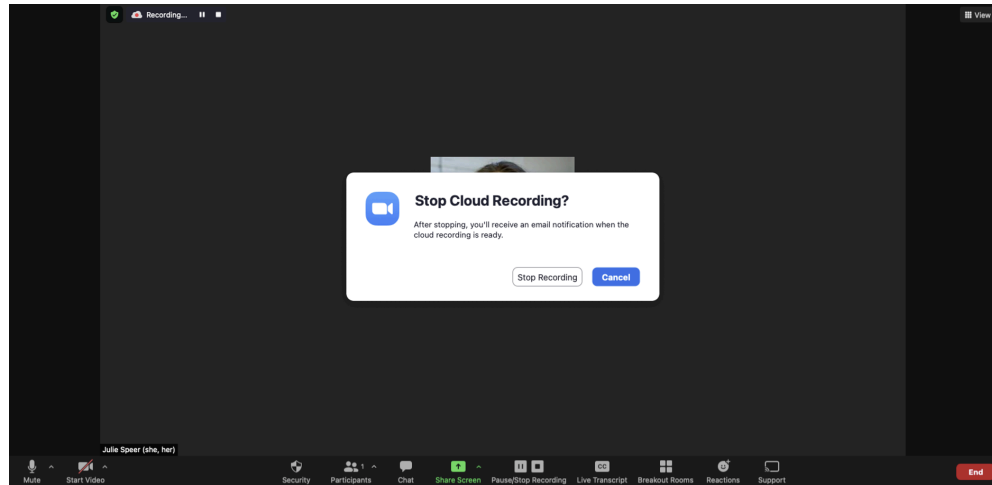 Recording...
View
Stop Cloud Recording?
After stopping, you'll receive an email notification when the
cloud recording is ready.
Stop Recording
Cancel
Julie Speer (she, her)
Mute
Start Video
Security
Participants
1
Chat
Share Screen
Pause/Stop Recording
CC
Live Transcript
Breakout Rooms
Reactions
Support
End